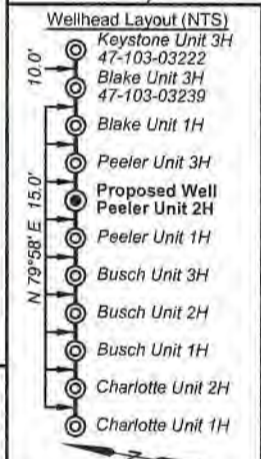 Wellhead Layout (NTS)
Keystone Unit 3H
47-103-03222
10.0'
Blake Unit 3H
47-103-03239
Blake Unit 1H
Peeler Unit 3H
Proposed Well
Peeler Unit 2H
N 79°58' E 15.0'
Peeler Unit 1H
Busch Unit 3H
Busch Unit 2H
Busch Unit 1H
Charlotte Unit 2H
Charlotte Unit 1H
N